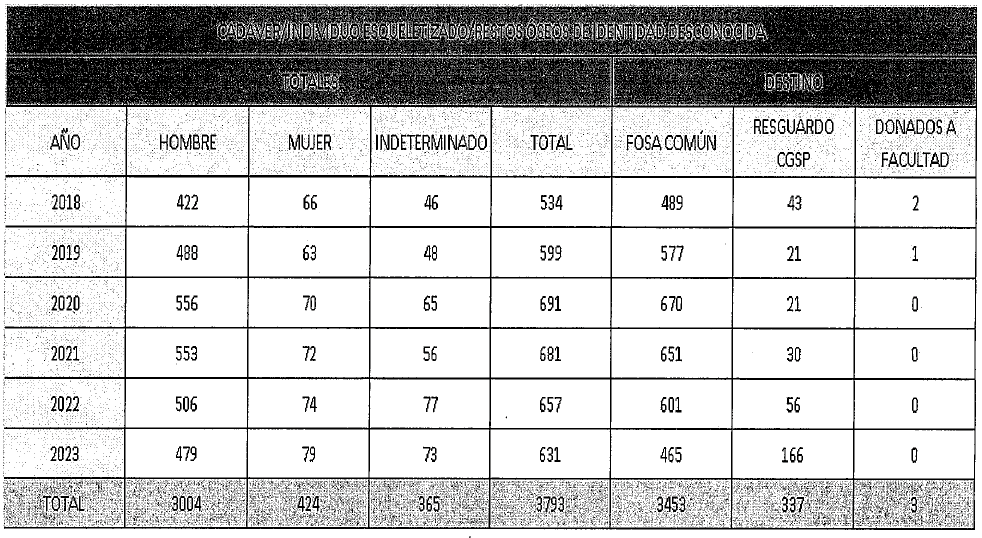 CADAVER/INDIVIDUO ESQUELETIZADO/RESTOS OSEOS DE IDENTIDAD DESCONOCIDA
TOTALES DESTINO
AÑO HOMBRE MUJER INDETERMINADO TOTAL FOSA COMÚN RESGUARDO CGSP DONADOS A FACULTAD
2018 422 66 46 534 489 43 2
2019 488 63 48 599 577 21 1
2020 556 70 65 691 670 21 0
2021 553 72 56 681 651 30 0
2022 506 74 77 657 601 56 0
2023 479 79 73 631 465 166 0
TOTAL 3004 424 365 3793 3453 337 3